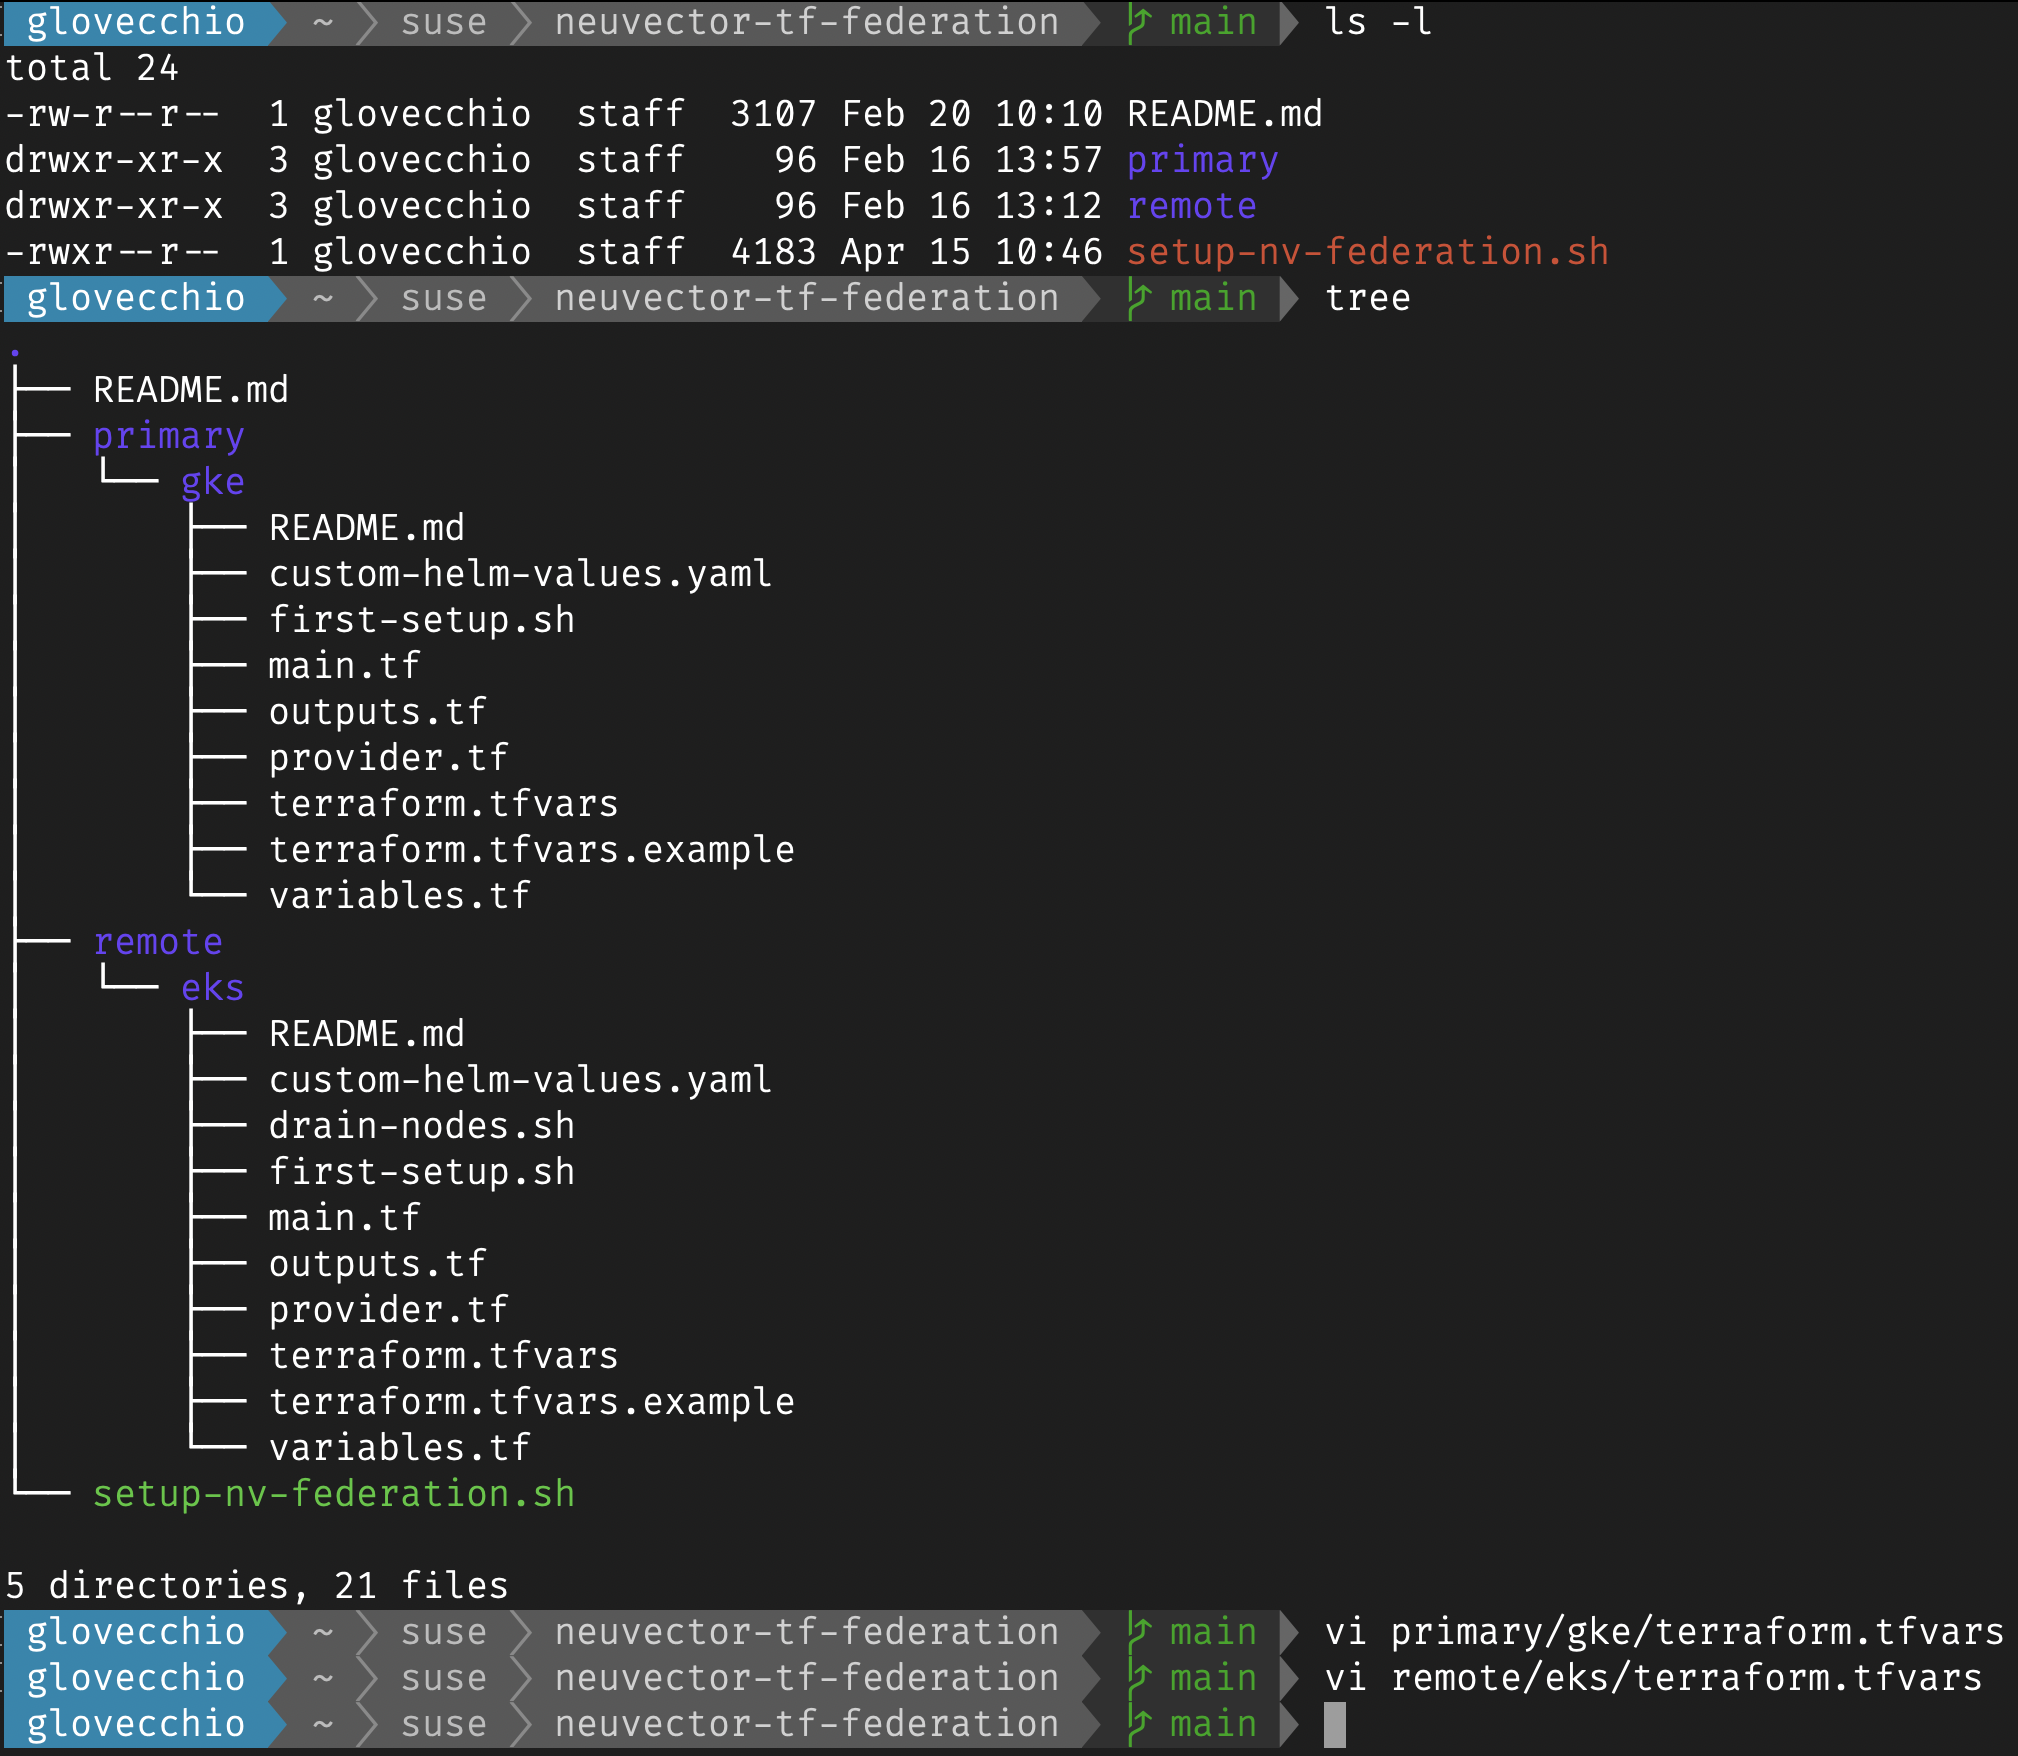 glovecchio ~ suse neuvector-tf-federation main ls -l
total 24
-rw-r--r-- 1 glovecchio staff 3107 Feb 20 10:10 README.md
drwxr-xr-x 3 glovecchio staff 96 Feb 16 13:57 primary
drwxr-xr-x 3 glovecchio staff 96 Feb 16 13:12 remote
-rwxr--r-- 1 glovecchio staff 4183 Apr 15 10:46 setup-nv-federation.sh
glovecchio ~ suse neuvector-tf-federation main tree
.
├── README.md
├── primary
│   └── gke
│       ├── README.md
│       ├── custom-helm-values.yaml
│       ├── first-setup.sh
│       ├── main.tf
│       ├── outputs.tf
│       ├── provider.tf
│       ├── terraform.tfvars
│       ├── terraform.tfvars.example
│       └── variables.tf
├── remote
│   └── eks
│       ├── README.md
│       ├── custom-helm-values.yaml
│       ├── drain-nodes.sh
│       ├── first-setup.sh
│       ├── main.tf
│       ├── outputs.tf
│       ├── provider.tf
│       ├── terraform.tfvars
│       ├── terraform.tfvars.example
│       └── variables.tf
└── setup-nv-federation.sh
5 directories, 21 files
glovecchio ~ suse neuvector-tf-federation main vi primary/gke/terraform.tfvars
glovecchio ~ suse neuvector-tf-federation main vi remote/eks/terraform.tfvars
glovecchio ~ suse neuvector-tf-federation main